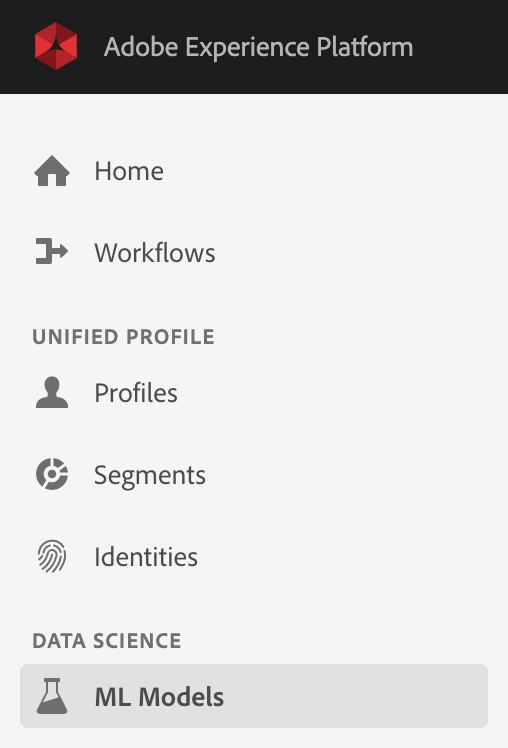 Adobe Experience Platform
Home
Workflows
UNIFIED PROFILE
Profiles
Segments
Identities
DATA SCIENCE
ML Models